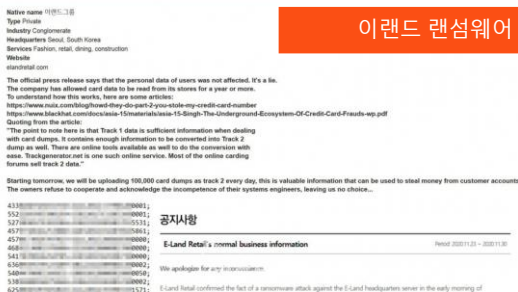 이랜드 랜섬웨어
Native name 이랜드그룹
Type Private
Industry Conglomerate
Headquarters Seoul, South Korea
Services Fashion, retail, dining, construction
Website
elandretail.com
The official press release says that the personal data of users was not affected. It's a lie.
The company has allowed card data to be read from its stores for a year or more.
To understand how this works, here are some articles:
https://www.nuix.com/blog/howd-they-do-part-2-you-stole-my-credit-card-number
https://www.blackhat.com/docs/asia-15/materials/asia-15-Singh-The-Underground-Ecosystem-Of-Credit-Card-Frauds-wp.pdf
Quoting from the article:
"The point to note here is that Track 1 data is sufficient information when dealing
with card dumps. It contains enough information to be converted into Track 2
dump as well. There are online tools available as well to do the conversion with
ease. Trackgenerator.net is one such online service. Most of the online carding
forums sell track 2 data."
Starting tomorrow, we will be uploading 100,000 card dumps as track 2 every day, this is valuable information that can be used to steal money from customer accounts
The owners refuse to cooperate and acknowledge the incompetence of their systems engineers, leaving us no choice...
공지사항
E-Land Retail's normal business information
Period 2020.11.23 ~ 2020.11.30
We apologize for any inconvenience.
E-Land Retail confirmed the fact of a ransomware attack against the E-Land headquarters server in the early morning of